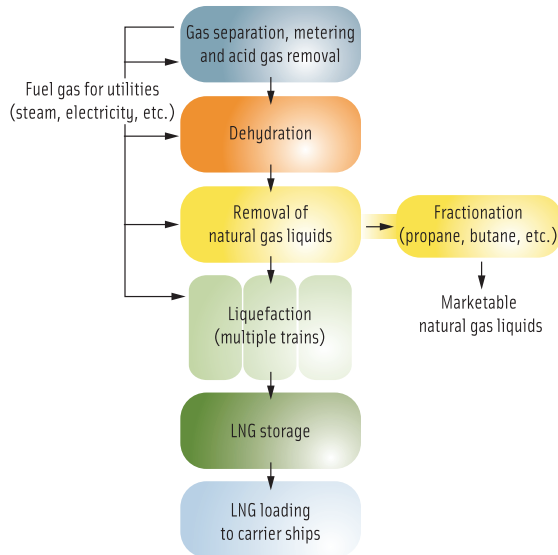 Gas separation, metering
and acid gas removal
Fuel gas for utilities
(steam, electricity, etc.)
Dehydration
Removal of
natural gas liquids
Fractionation
(propane, butane, etc.)
Marketable
natural gas liquids
Liquefaction
(multiple trains)
LNG storage
LNG loading
to carrier ships